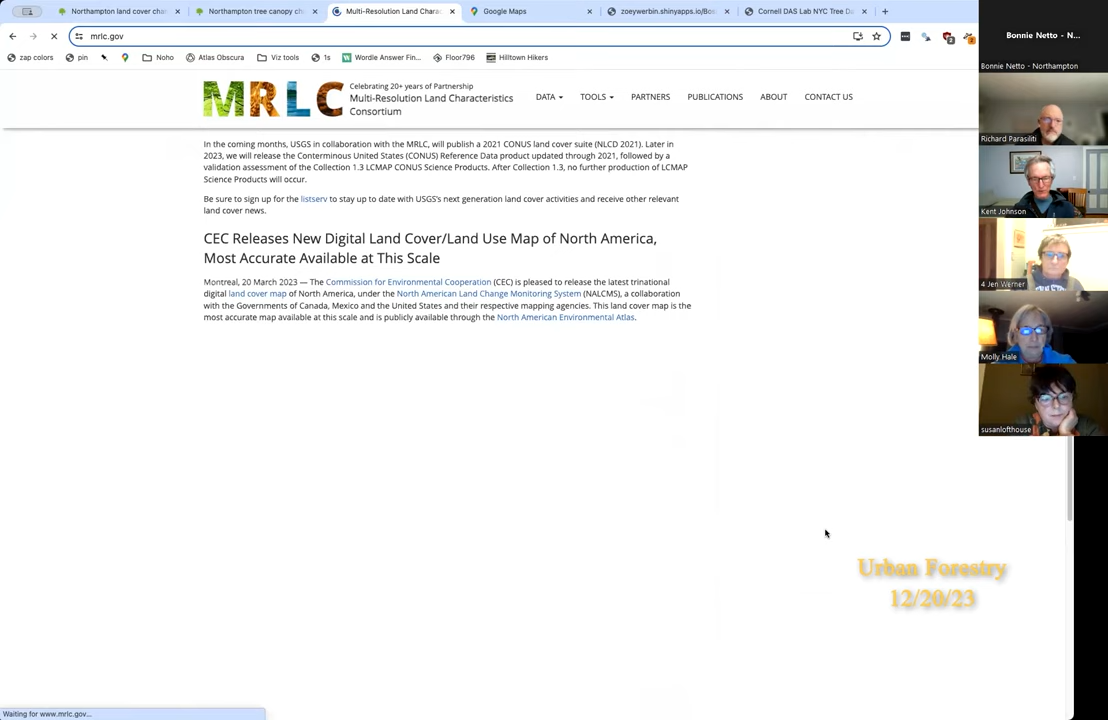 Northampton land cover chan
Northampton tree canopy ch
Multi-Resolution Land Charac
Google Maps
zoeywerbin.shinyapps.io/Bos
Cornell DAS Lab NYC Tree Da
mrlc.gov
zap colors
pin
Noho
Atlas Obscura
Viz tools
1s
Wordle Answer Fin...
Floor796
Hilltown Hikers
MRLC
Celebrating 20+ years of Partnership
Multi-Resolution Land Characteristics
Consortium
DATA
TOOLS
PARTNERS
PUBLICATIONS
ABOUT
CONTACT US
In the coming months, USGS in collaboration with the MRLC, will publish a 2021 CONUS land cover suite (NLCD 2021). Later in
2023, we will release the Conterminous United States (CONUS) Reference Data product updated through 2021, followed by a
validation assessment of the Collection 1.3 LCMAP CONUS Science Products. After Collection 1.3, no further production of LCMAP
Science Products will occur.
Be sure to sign up for the listserv to stay up to date with USGS's next generation land cover activities and receive other relevant
land cover news.
CEC Releases New Digital Land Cover/Land Use Map of North America,
Most Accurate Available at This Scale
Montreal, 20 March 2023 — The Commission for Environmental Cooperation (CEC) is pleased to release the latest trinational
digital land cover map of North America, under the North American Land Change Monitoring System (NALCMS), a collaboration
with the Governments of Canada, Mexico and the United States and their respective mapping agencies. This land cover map is the
most accurate map available at this scale and is publicly available through the North American Environmental Atlas.
Bonnie Netto - N...
Bonnie Netto - Northampton
Richard Parasiliti
Kent Johnson
4 Jen Werner
Molly Hale
susanlofthouse
Urban Forestry
12/20/23
Waiting for www.mrlc.gov...